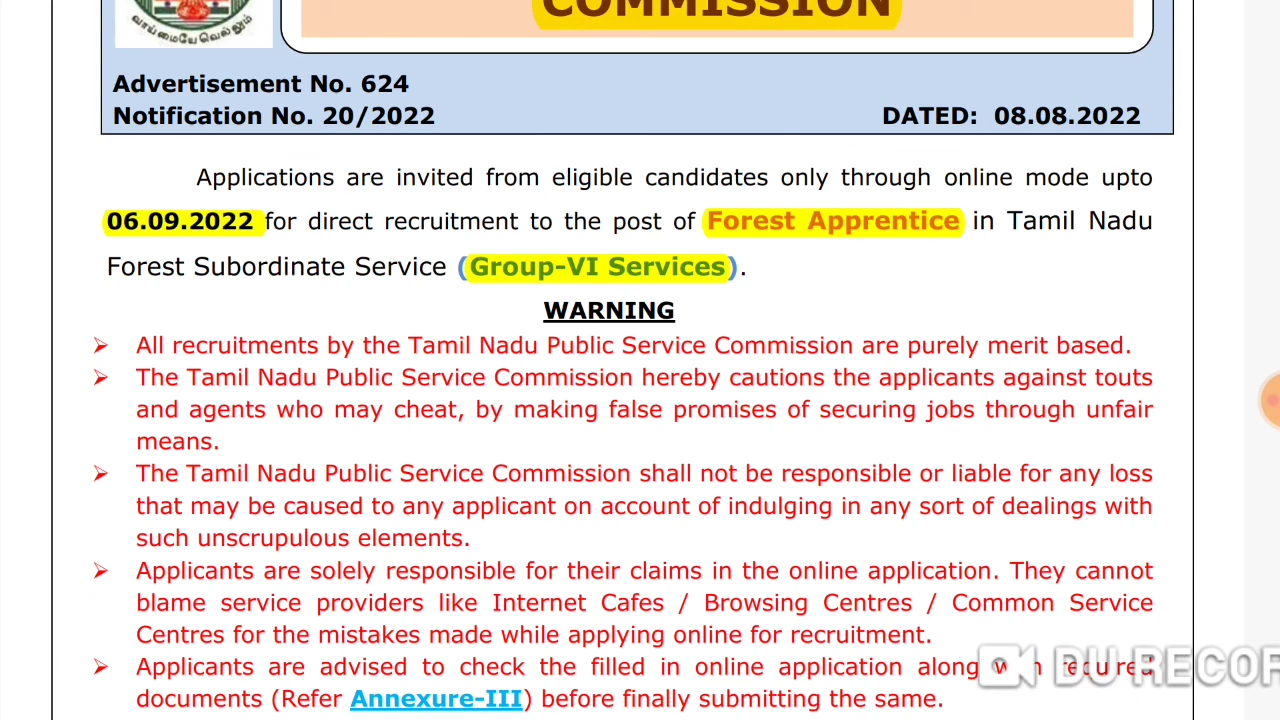 COMMISSION
வாய்மையே வெல்லும்
Advertisement No. 624
Notification No. 20/2022
DATED: 08.08.2022
Applications are invited from eligible candidates only through online mode upto
06.09.2022 for direct recruitment to the post of Forest Apprentice in Tamil Nadu
Forest Subordinate Service (Group-VI Services).
WARNING
All recruitments by the Tamil Nadu Public Service Commission are purely merit based.
The Tamil Nadu Public Service Commission hereby cautions the applicants against touts
and agents who may cheat, by making false promises of securing jobs through unfair
means.
The Tamil Nadu Public Service Commission shall not be responsible or liable for any loss
that may be caused to any applicant on account of indulging in any sort of dealings with
such unscrupulous elements.
Applicants are solely responsible for their claims in the online application. They cannot
blame service providers like Internet Cafes / Browsing Centres / Common Service
Centres for the mistakes made while applying online for recruitment.
Applicants are advised to check the filled in online application along with required
documents (Refer Annexure-III) before finally submitting the same.
DU RECOR